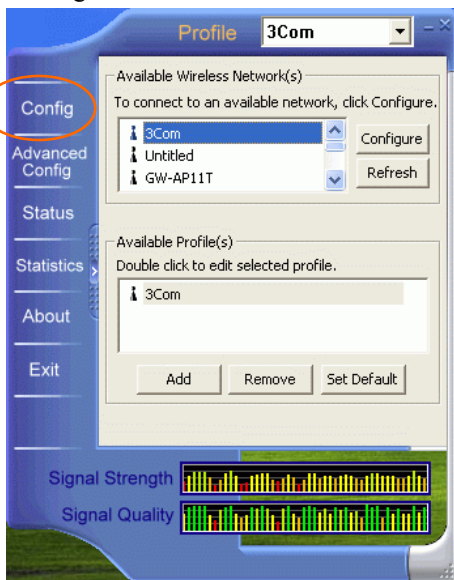 Profile 3Com
Config
Advanced
Config
Status
Statistics
About
Exit
Available Wireless Network(s)
To connect to an available network, click Configure.
3Com
Untitled
GW-AP11T
Configure
Refresh
Available Profile(s)
Double click to edit selected profile.
3Com
Add Remove Set Default
Signal Strength
Signal Quality